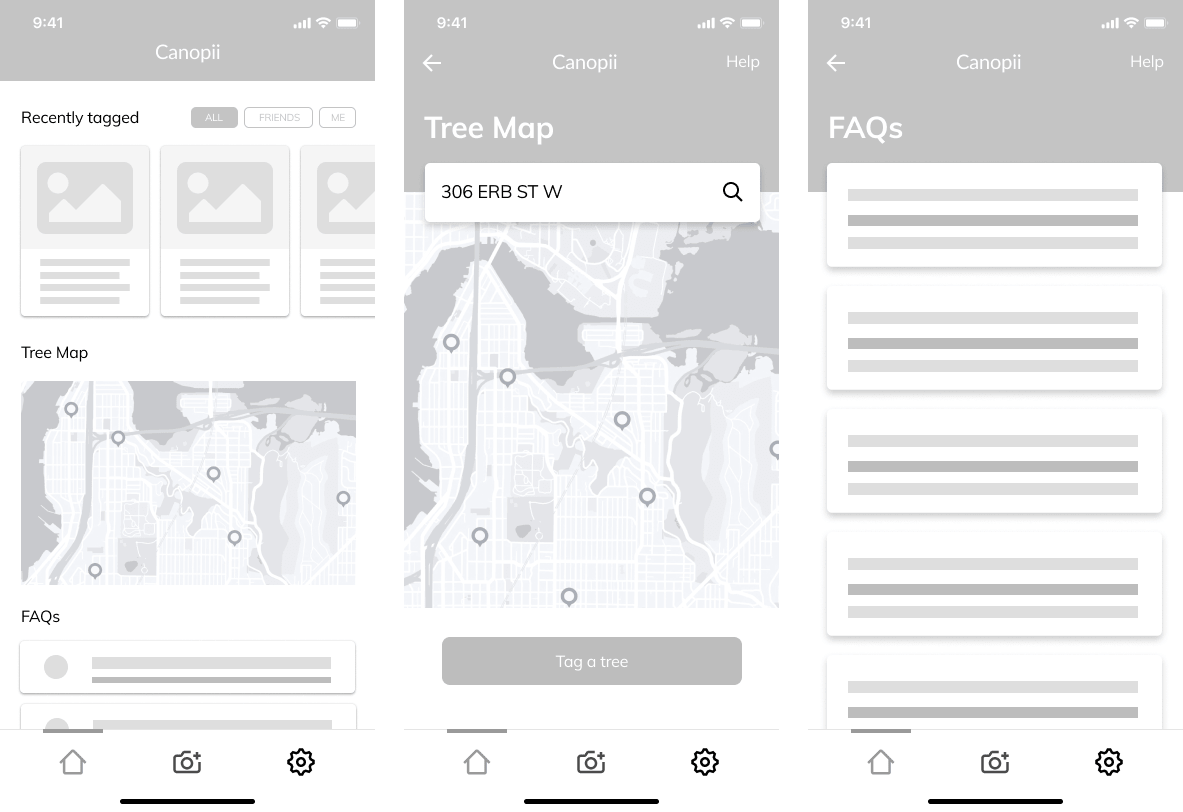 9:41
Canopii
Recently tagged
ALL
FRIENDS
ME
Tree Map
FAQs
9:41
Canopii
Help
Tree Map
306 ERB ST W
Tag a tree
9:41
Canopii
Help
FAQs